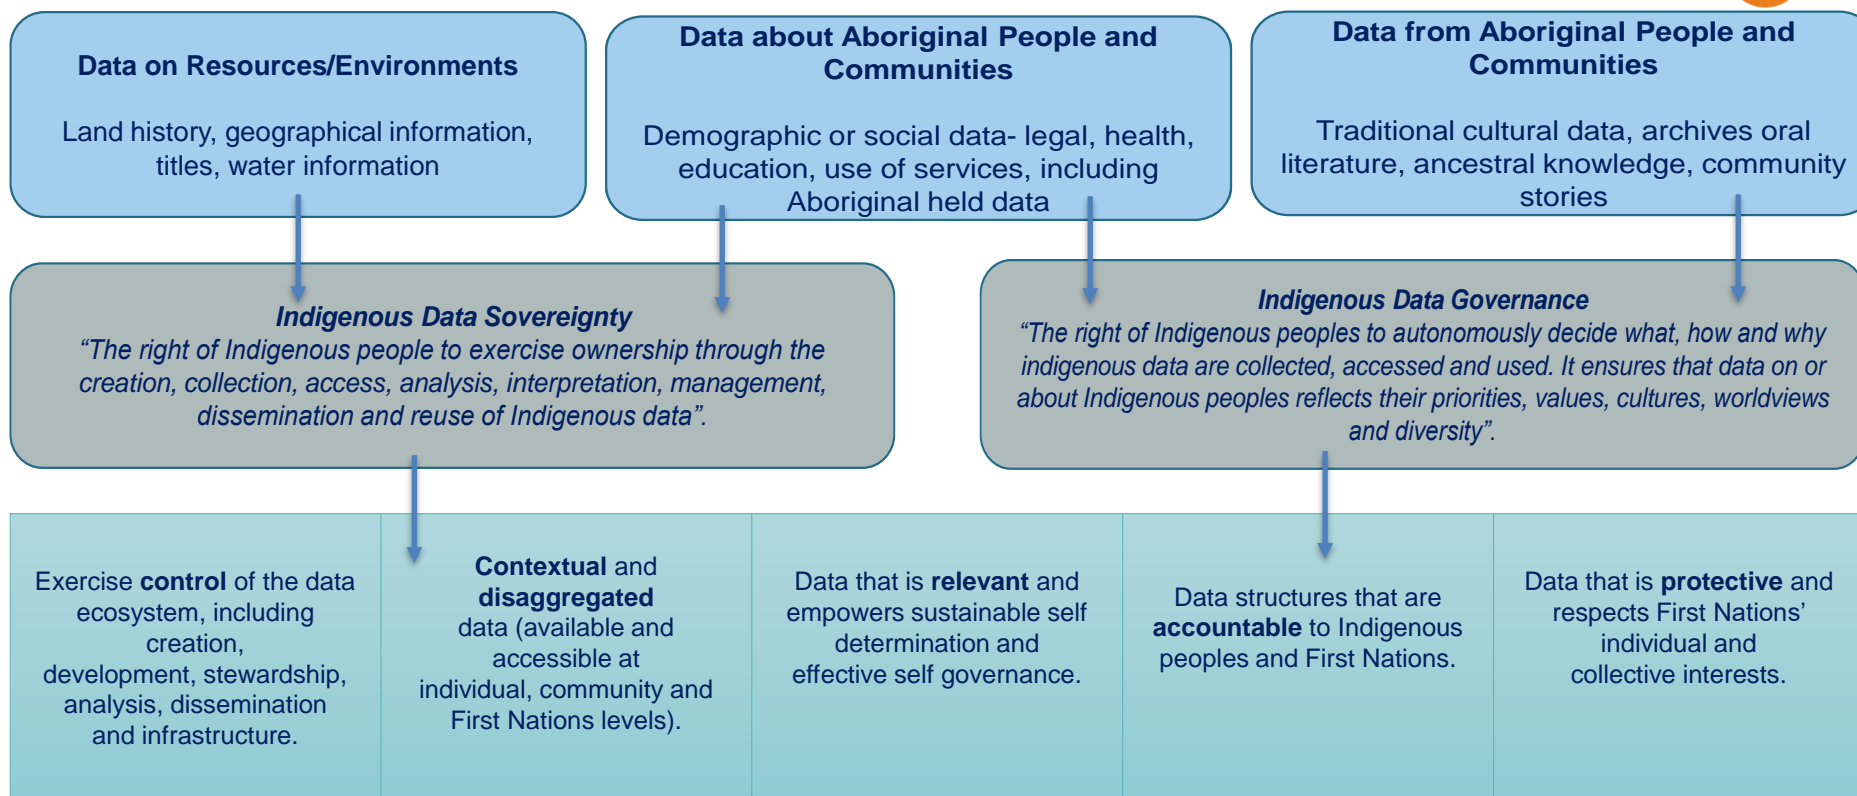 Data on Resources/Environments
Land history, geographical information,
titles, water information
Data about Aboriginal People and
Communities
Demographic or social data- legal, health,
education, use of services, including
Aboriginal held data
Data from Aboriginal People and
Communities
Traditional cultural data, archives oral
literature, ancestral knowledge, community
stories
Indigenous Data Sovereignty
“The right of Indigenous people to exercise ownership through the
creation, collection, access, analysis, interpretation, management,
dissemination and reuse of Indigenous data”.
Indigenous Data Governance
“The right of Indigenous peoples to autonomously decide what, how and why
indigenous data are collected, accessed and used. It ensures that data on or
about Indigenous peoples reflects their priorities, values, cultures, worldviews
and diversity”.
Exercise control of the data
ecosystem, including
creation,
development, stewardship,
analysis, dissemination
and infrastructure.
Contextual and
disaggregated
data (available and
accessible at
individual, community and
First Nations levels).
Data that is relevant and
empowers sustainable self
determination and
effective self governance.
Data structures that are
accountable to Indigenous
peoples and First Nations.
Data that is protective and
respects First Nations’
individual and
collective interests.